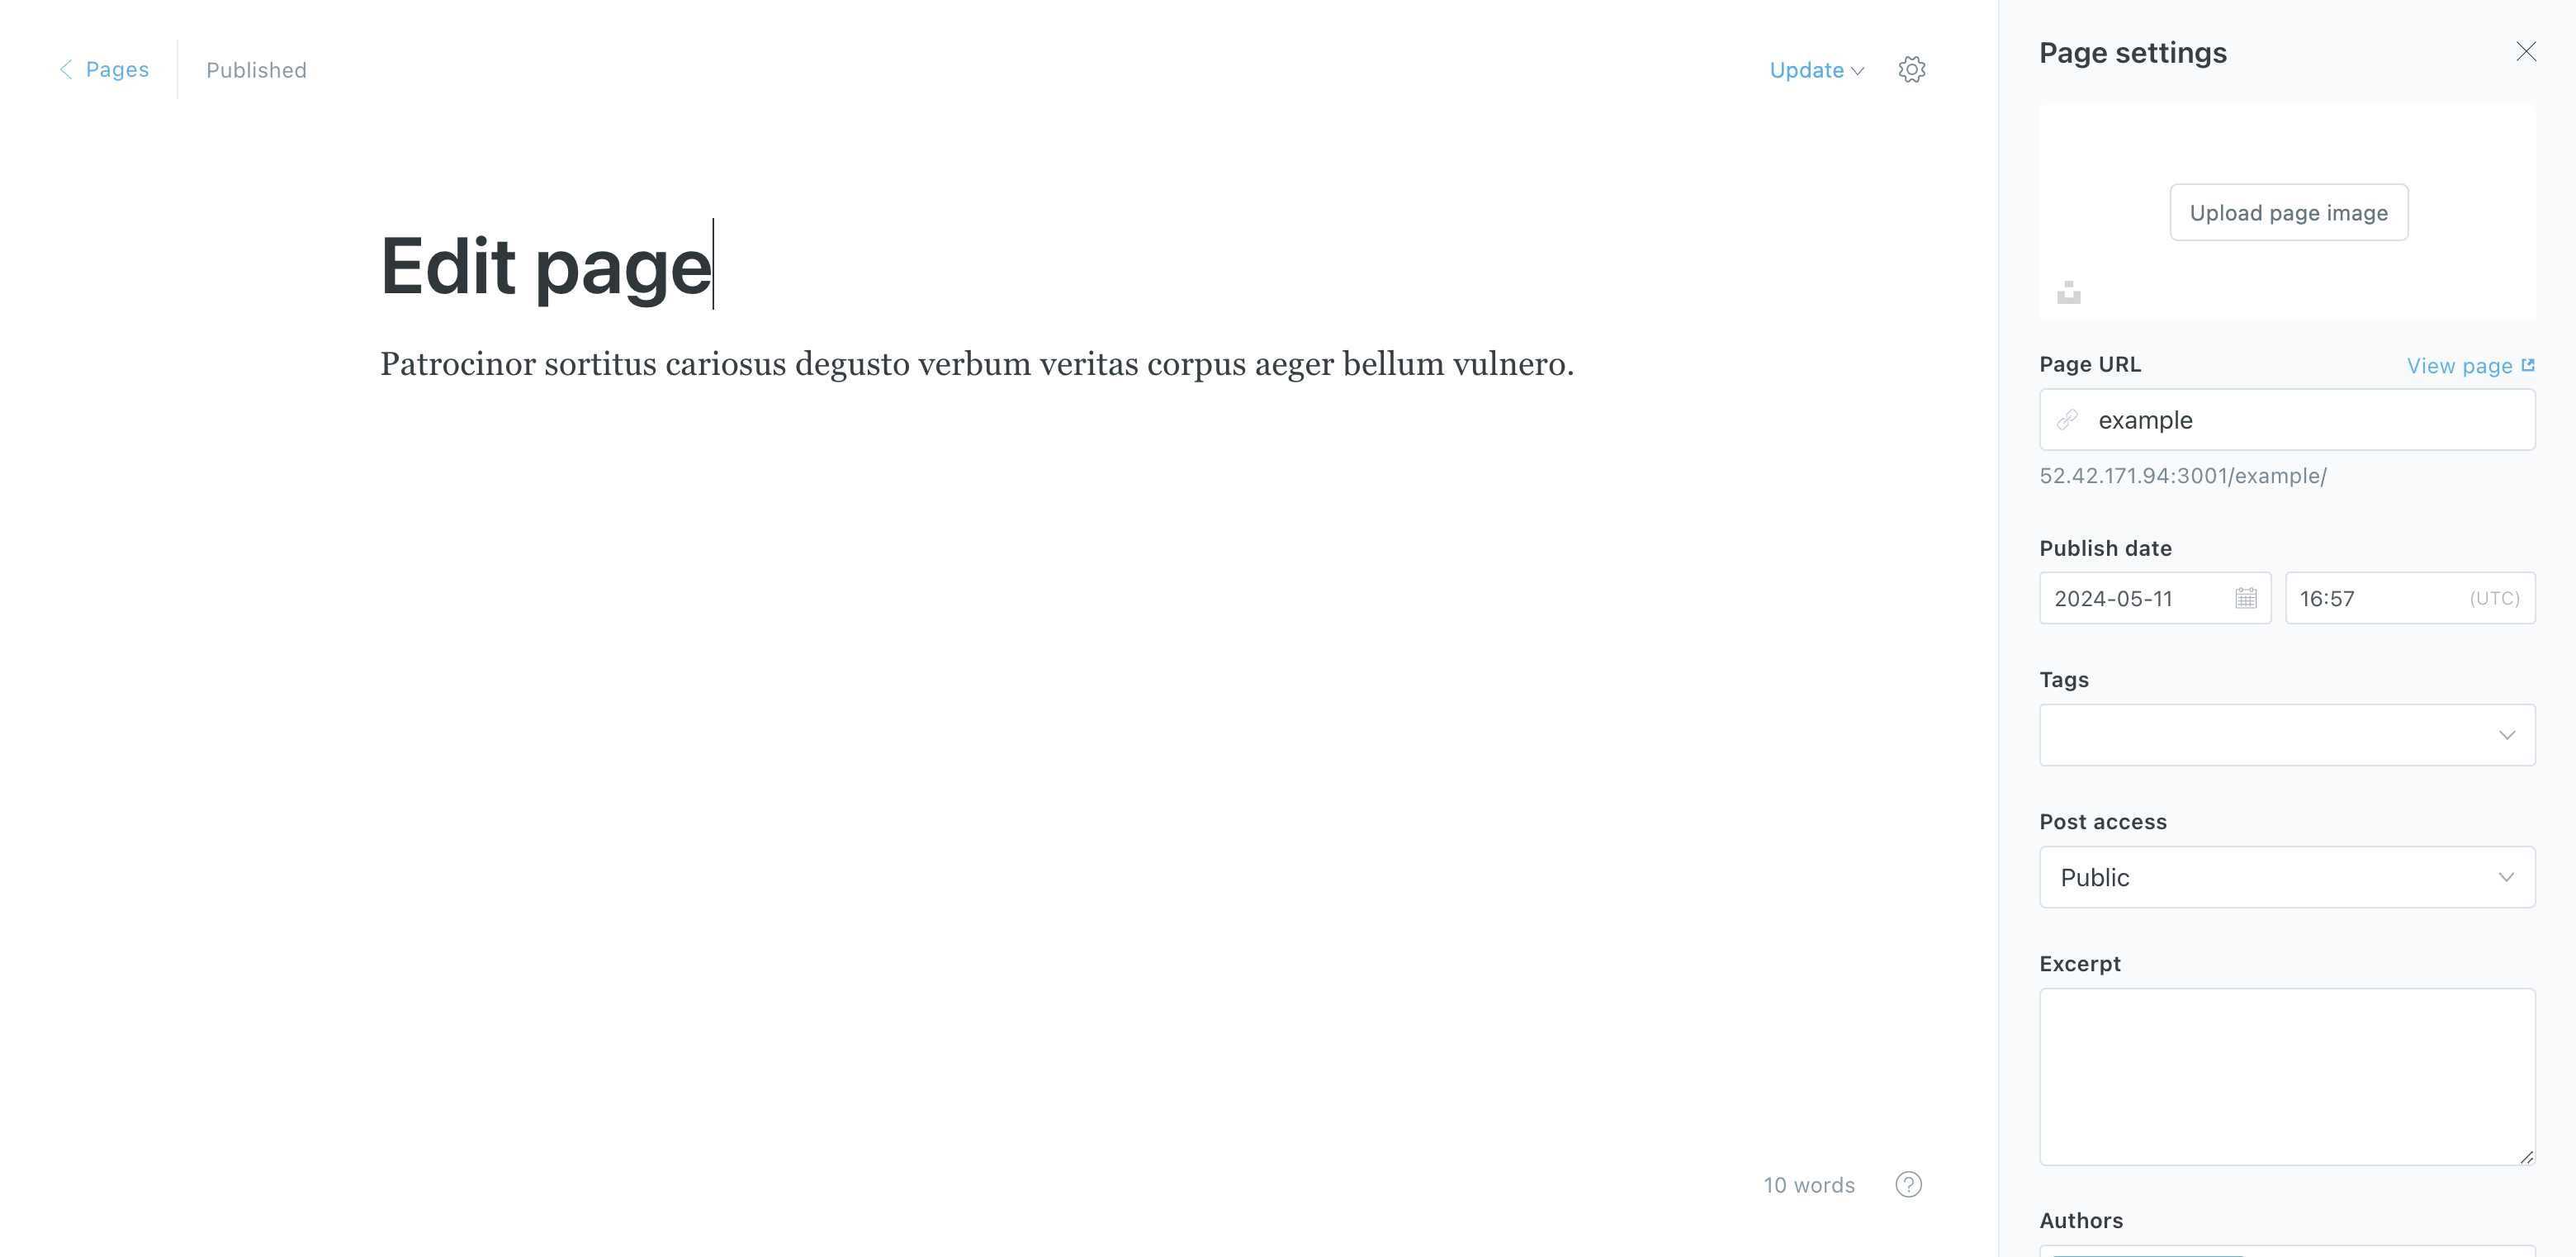 Pages
Published
Update
Edit page
Patrocinor sortitus cariosus degusto verbum veritas corpus aeger bellum vulnero.
10 words
?
Page settings
Upload page image
Page URL
View page
example
52.42.171.94:3001/example/
Publish date
2024-05-11
16:57
(UTC)
Tags
Post access
Public
Excerpt
Authors